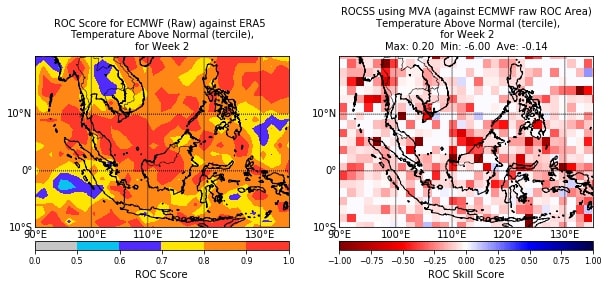 ROC Score for ECMWF (Raw) against ERA5
Temperature Above Normal (tercile),
for Week 2
10°N
0°
10°S
90°E 100°E 110°E 120°E 130°E
0.0 0.5 0.6 0.7 0.8 0.9 1.0
ROC Score
ROCSS using MVA (against ECMWF raw ROC Area)
Temperature Above Normal (tercile),
for Week 2
Max: 0.20 Min: -6.00 Ave: -0.14
10°N
0°
10°S
90°E 100°E 110°E 120°E 130°E
−1.00 −0.75 −0.50 −0.25 0.00 0.25 0.50 0.75 1.00
ROC Skill Score